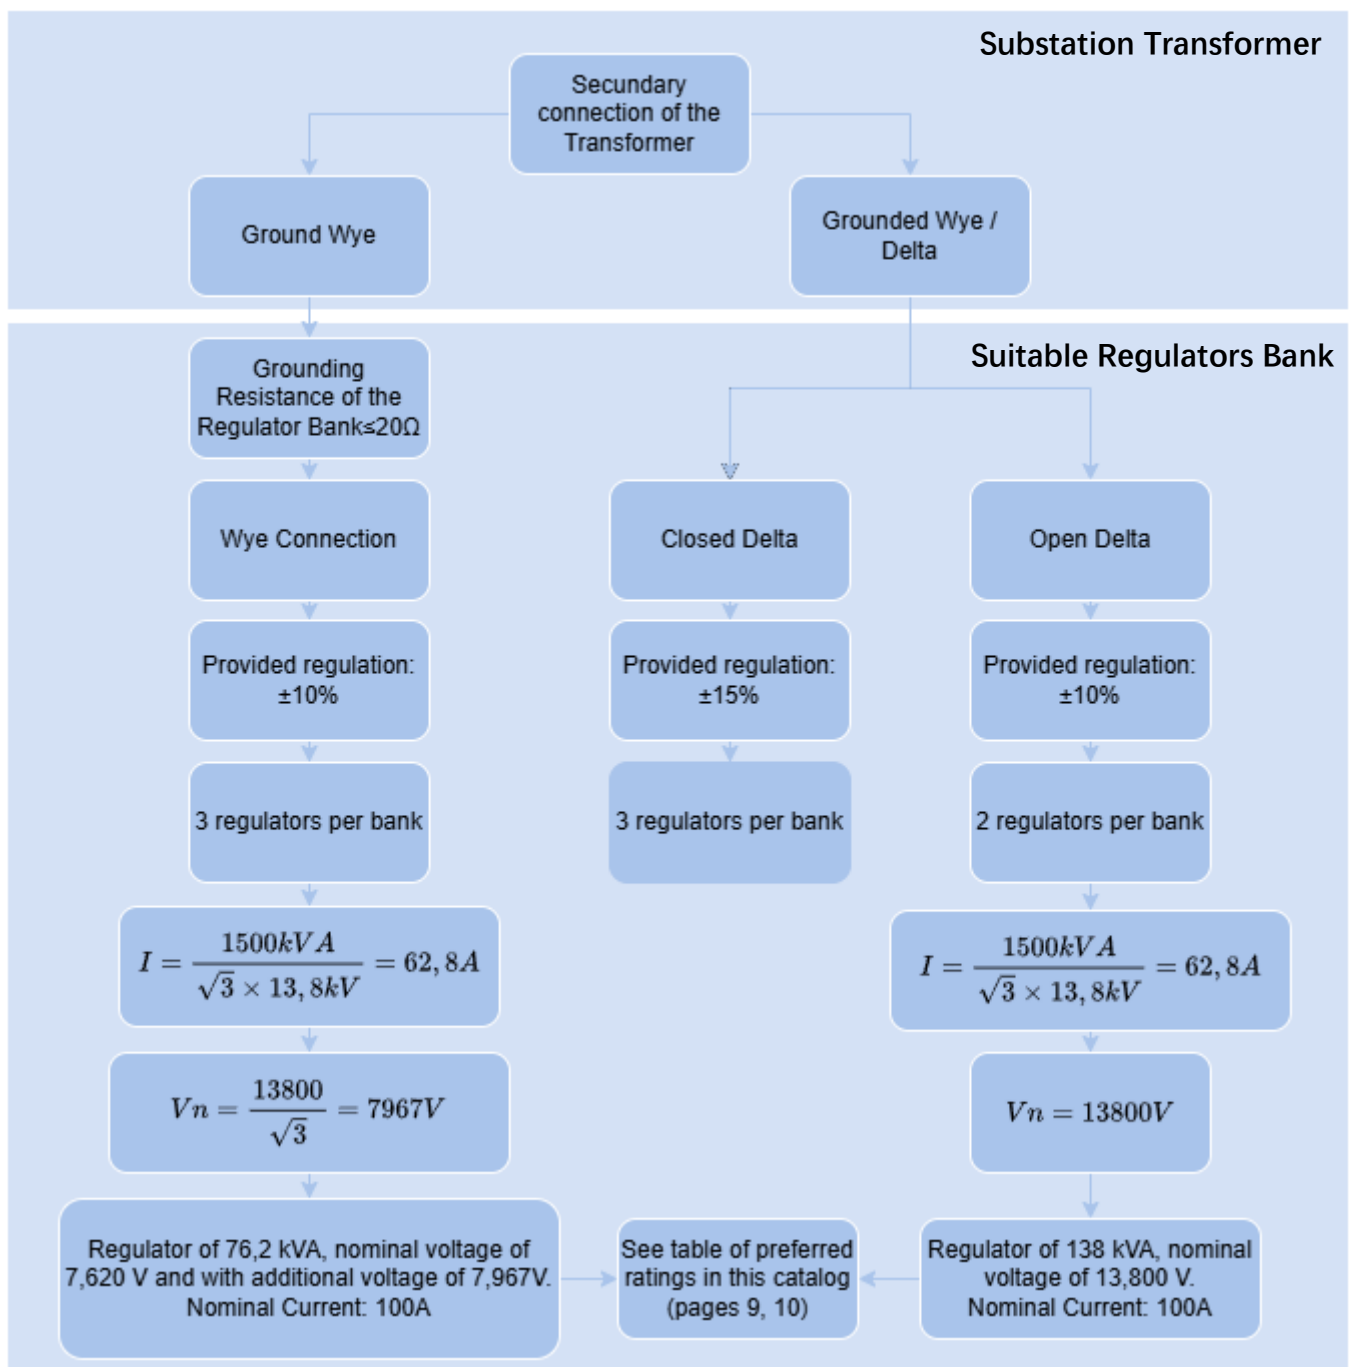 Substation Transformer
Secundary
connection of the
Transformer
Ground Wye
Grounded Wye /
Delta
Suitable Regulators Bank
Grounding
Resistance of the
Regulator Bank≤20Ω
Wye Connection
Closed Delta
Open Delta
Provided regulation:
±10%
Provided regulation:
±15%
Provided regulation:
±10%
3 regulators per bank
3 regulators per bank
2 regulators per bank
I = 1500kVA / √3 × 13,8kV = 62,8A
I = 1500kVA / √3 × 13,8kV = 62,8A
Vn = 13800 / √3 = 7967V
Vn = 13800V
Regulator of 76,2 kVA, nominal voltage of
7,620 V and with additional voltage of 7,967V.
Nominal Current: 100A
See table of preferred
ratings in this catalog
(pages 9, 10)
Regulator of 138 kVA, nominal
voltage of 13,800 V.
Nominal Current: 100A